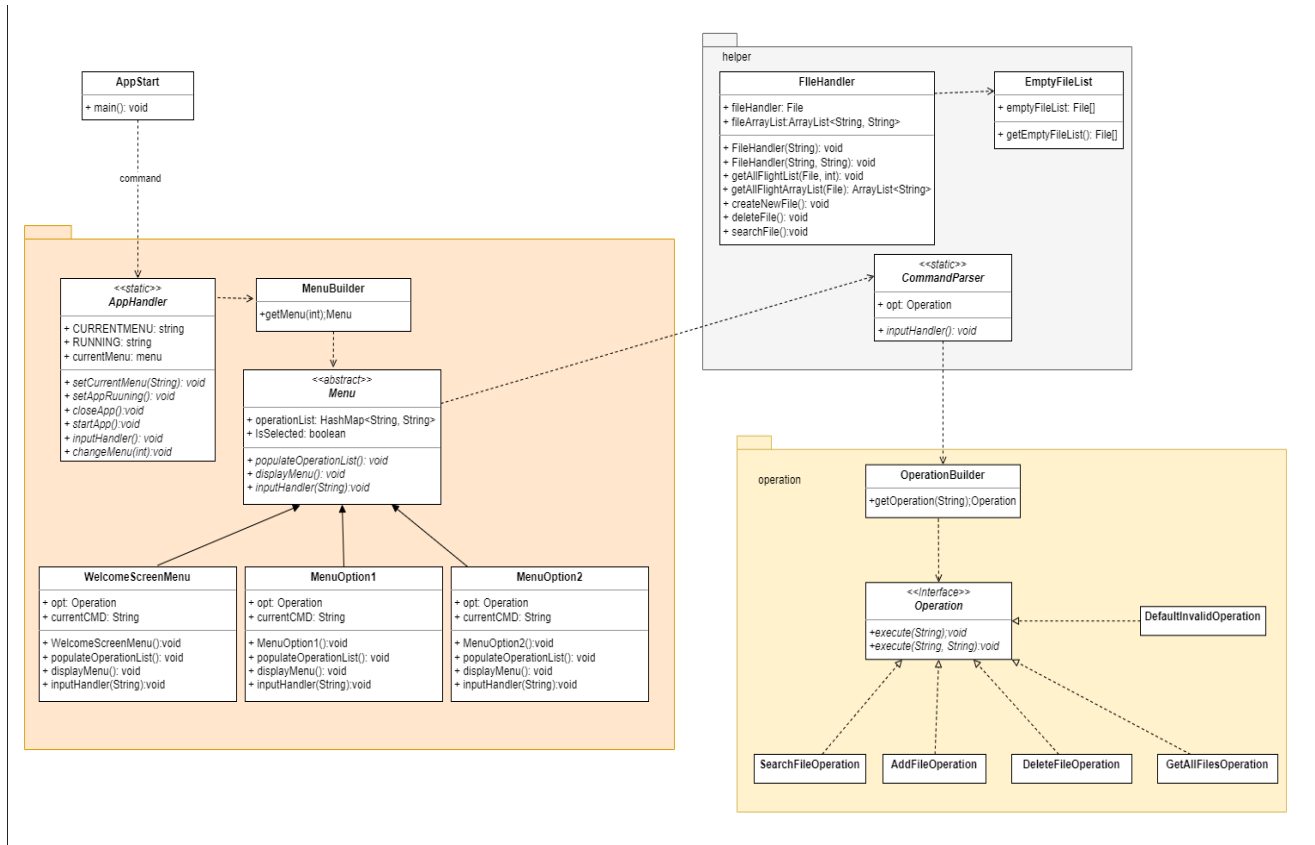 AppStart
+ main(): void
command
<<static>>
AppHandler
+ CURRENTMENU: string
+ RUNNING: string
+ currentMenu: menu
+ setCurrentMenu(String): void
+ setAppRuuning(): void
+ closeApp():void
+ startApp():void
+ inputHandler(): void
+ changeMenu(int):void
MenuBuilder
+getMenu(int);Menu
<<abstract>>
Menu
+ operationList: HashMap<String, String>
+ IsSelected: boolean
+ populateOperationList(): void
+ displayMenu(): void
+ inputHandler(String):void
WelcomeScreenMenu
+ opt: Operation
+ currentCMD: String
+ WelcomeScreenMenu():void
+ populateOperationList(): void
+ displayMenu(): void
+ inputHandler(String):void
MenuOption1
+ opt: Operation
+ currentCMD: String
+ MenuOption1():void
+ populateOperationList(): void
+ displayMenu(): void
+ inputHandler(String):void
MenuOption2
+ opt: Operation
+ currentCMD: String
+ MenuOption2():void
+ populateOperationList(): void
+ displayMenu(): void
+ inputHandler(String):void
helper
FIleHandler
+ fileHandler: File
+ fileArrayList:ArrayList<String, String>
+ FileHandler(String): void
+ FileHandler(String, String): void
+ getAllFlightList(File, int): void
+ getAllFlightArrayList(File): ArrayList<String>
+ createNewFile(): void
+ deleteFile(): void
+ searchFile():void
EmptyFileList
+ emptyFileList: File[]
+ getEmptyFileList(): File[]
<<static>>
CommandParser
+ opt: Operation
+ inputHandler(): void
operation
OperationBuilder
+getOperation(String);Operation
<<Interface>>
Operation
+execute(String);void
+execute(String, String):void
DefaultInvalidOperation
SearchFileOperation
AddFileOperation
DeleteFileOperation
GetAllFilesOperation